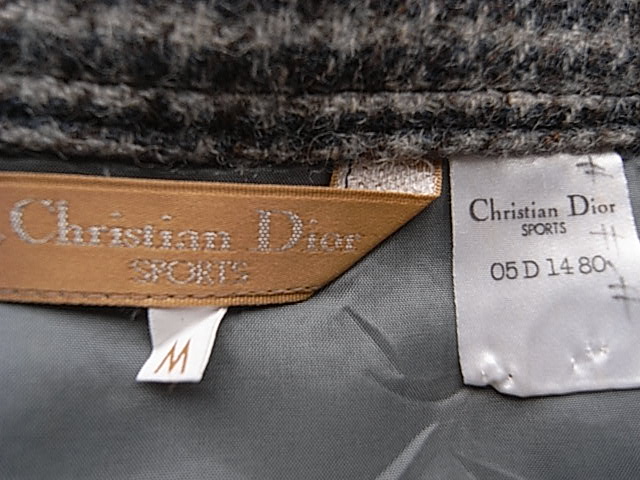 Christian Dior
SPORTS
M
Christian Dior
SPORTS
05 D 14 80